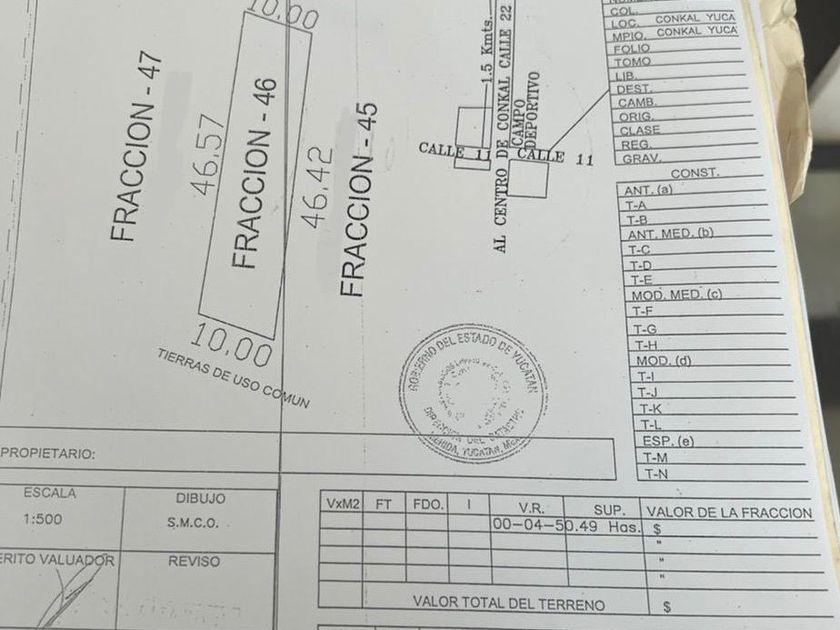 10.00
FRACCION - 47
46.57
FRACCION - 46
46.42
FRACCION - 45
10.00
TIERRAS DE USO COMUN
1.5 Kmts.
AL CENTRO DE CONKAL CALLE 22
CAMPO
DEPORTIVO
CALLE 11
CALLE 11
COL.
LOC. CONKAL YUCA
MPIO. CONKAL YUCA
FOLIO
TOMO
LIB.
DEST.
CAMB.
ORIG.
CLASE
REG.
GRAV.
CONST.
ANT. (a)
T-A
T-B
ANT. MED. (b)
T-C
T-D
T-E
MOD. MED. (c)
T-F
T-G
T-H
MOD. (d)
T-I
T-J
T-K
T-L
ESP. (e)
T-M
T-N
GOBIERNO DEL ESTADO DE YUCATAN
DIRECCION DEL CATASTRO
MERIDA, YUCATAN, MEX.
PROPIETARIO:
ESCALA
1:500
DIBUJO
S.M.C.O.
ERITO VALUADOR
REVISO
VxM2 FT FDO. I V.R. SUP. VALOR DE LA FRACCION
00-04-50.49 Has. $
"
"
"
VALOR TOTAL DEL TERRENO $